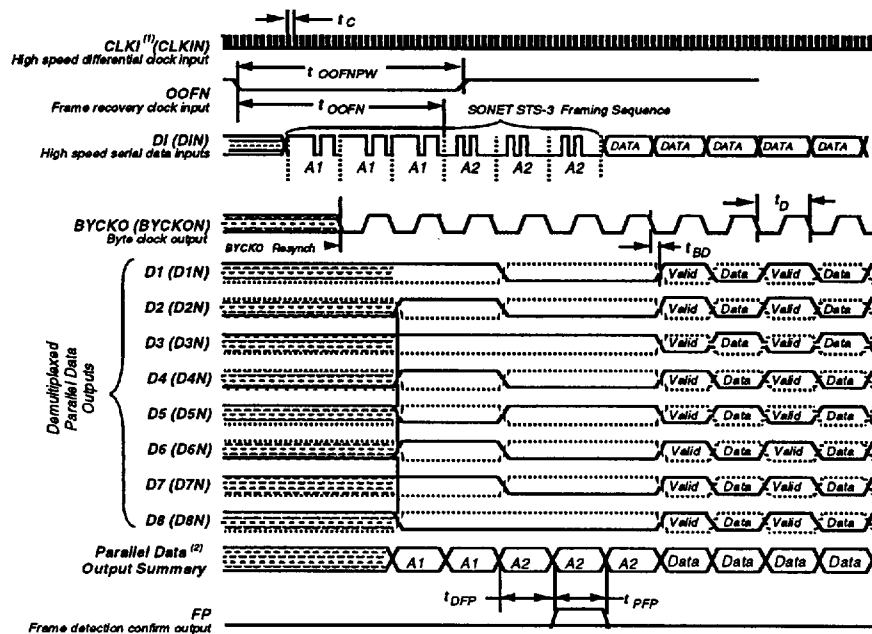 t C
CLKI (1) (CLKIN)
High speed differential clock input
t OOFNPW
OOFN
Frame recovery clock input
t OOFN
SONET STS-3 Framing Sequence
DI (DIN)
High speed serial data inputs
DATA DATA DATA DATA DATA
A1 A1 A1 A2 A2 A2
t D
BYCKO (BYCKON)
Byte clock output
BYCKO Resynch
t BD
Demultiplexed Parallel Data Outputs
D1 (D1N) Valid Data Valid Data
D2 (D2N) Valid Data Valid Data
D3 (D3N) Valid Data Valid Data
D4 (D4N) Valid Data Valid Data
D5 (D5N) Valid Data Valid Data
D6 (D6N) Valid Data Valid Data
D7 (D7N) Valid Data Valid Data
D8 (D8N) Valid Data Valid Data
Parallel Data (2)
Output Summary
A1 A1 A2 A2 A2 Data Data Data Data
t DFP t PFP
FP
Frame detection confirm output